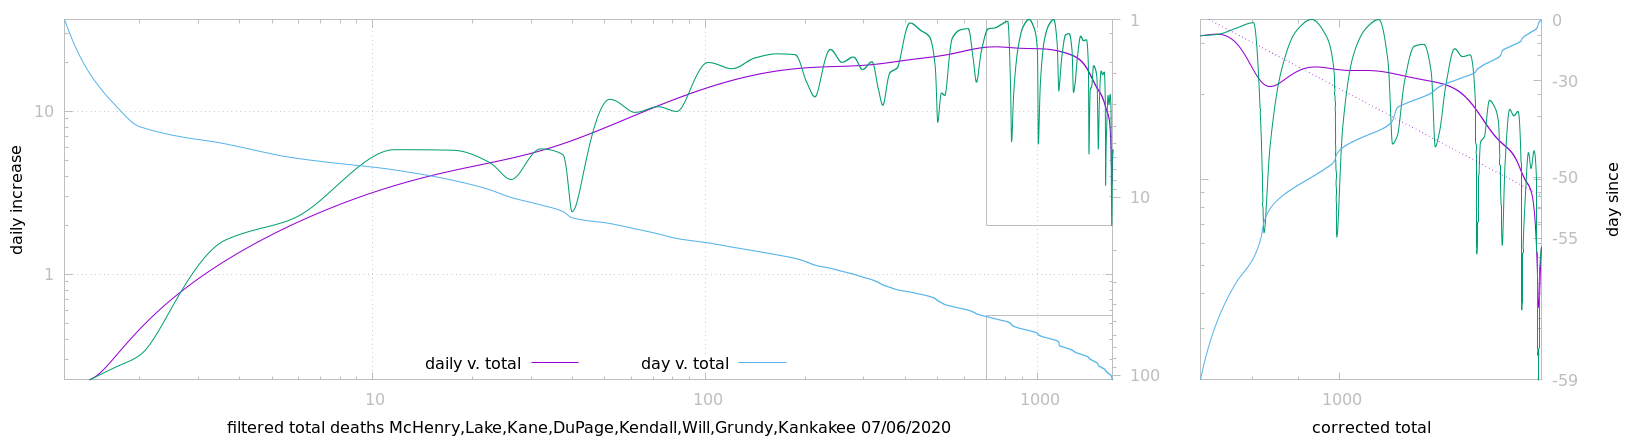 daily increase
10
1
1
10
100
daily v. total
day v. total
10
100
1000
filtered total deaths McHenry,Lake,Kane,DuPage,Kendall,Will,Grundy,Kankakee 07/06/2020
0
-30
-50
-55
-59
day since
1000
corrected total